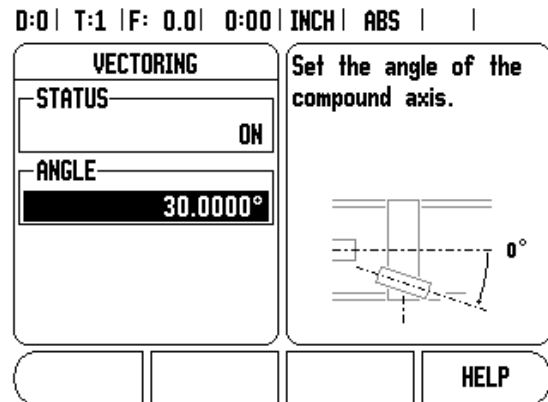 D:0| T:1 |F: 0.0| 0:00|INCH| ABS | |
VECTORING
STATUS
ON
ANGLE
30.0000°
Set the angle of the
compound axis.
0°
HELP